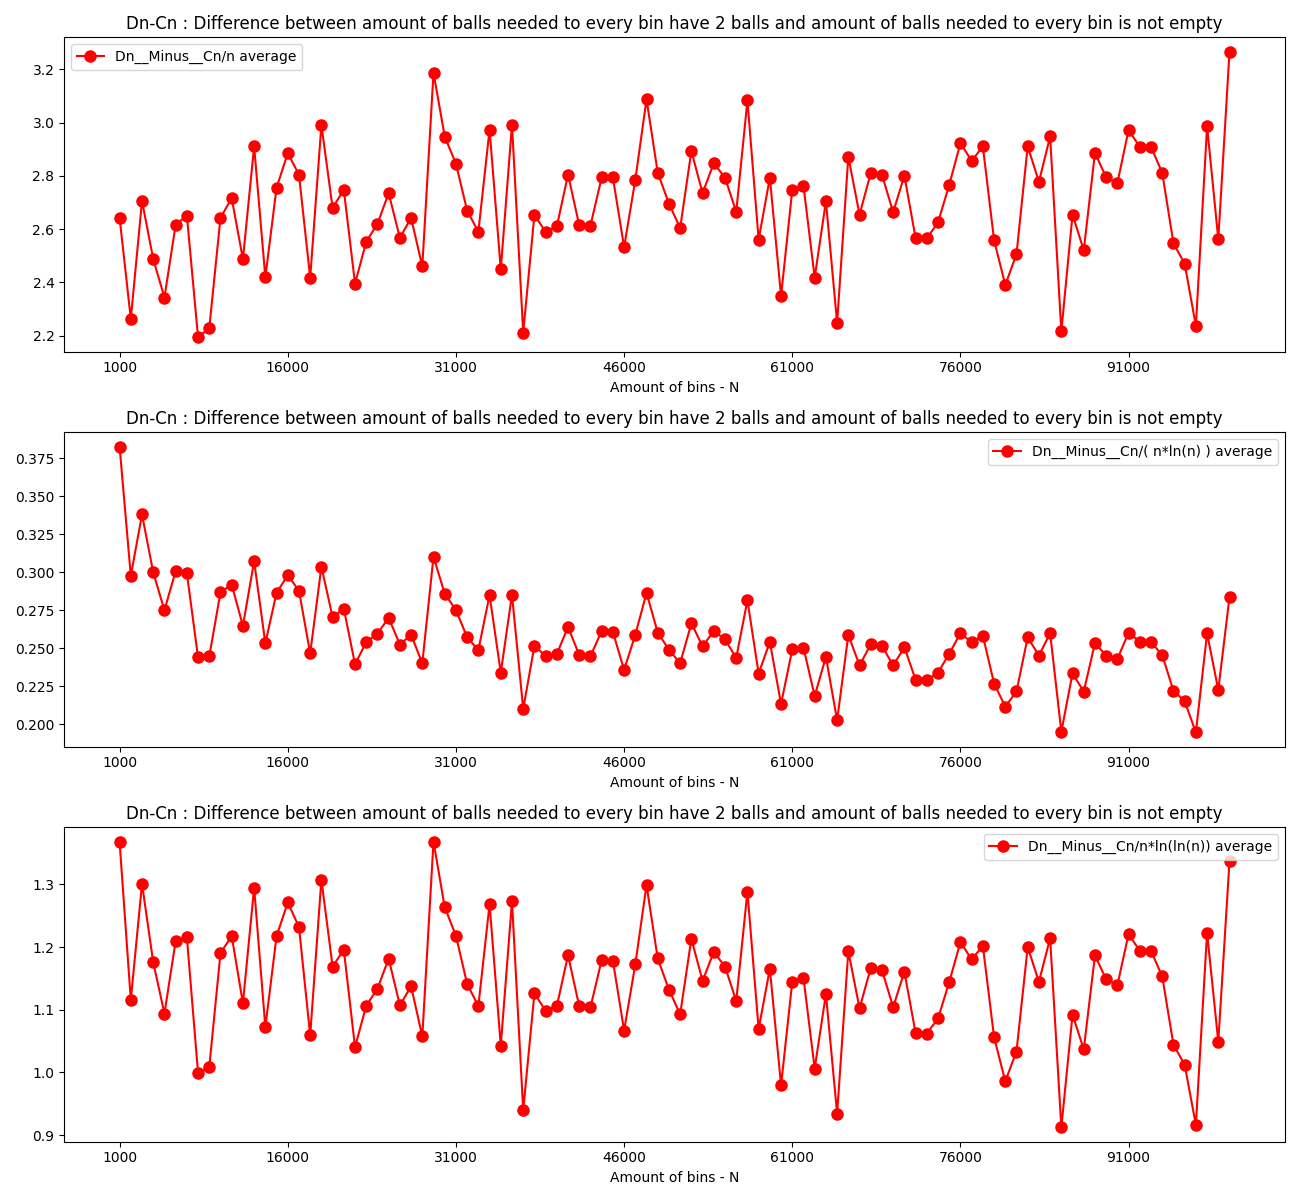 Dn-Cn : Difference between amount of balls needed to every bin have 2 balls and amount of balls needed to every bin is not empty
Dn__Minus__Cn/n average
3.2
3.0
2.8
2.6
2.4
2.2
1000 16000 31000 46000 61000 76000 91000
Amount of bins - N
Dn-Cn : Difference between amount of balls needed to every bin have 2 balls and amount of balls needed to every bin is not empty
Dn__Minus__Cn/( n*ln(n) ) average
0.375
0.350
0.325
0.300
0.275
0.250
0.225
0.200
1000 16000 31000 46000 61000 76000 91000
Amount of bins - N
Dn-Cn : Difference between amount of balls needed to every bin have 2 balls and amount of balls needed to every bin is not empty
Dn__Minus__Cn/n*ln(ln(n)) average
1.3
1.2
1.1
1.0
0.9
1000 16000 31000 46000 61000 76000 91000
Amount of bins - N